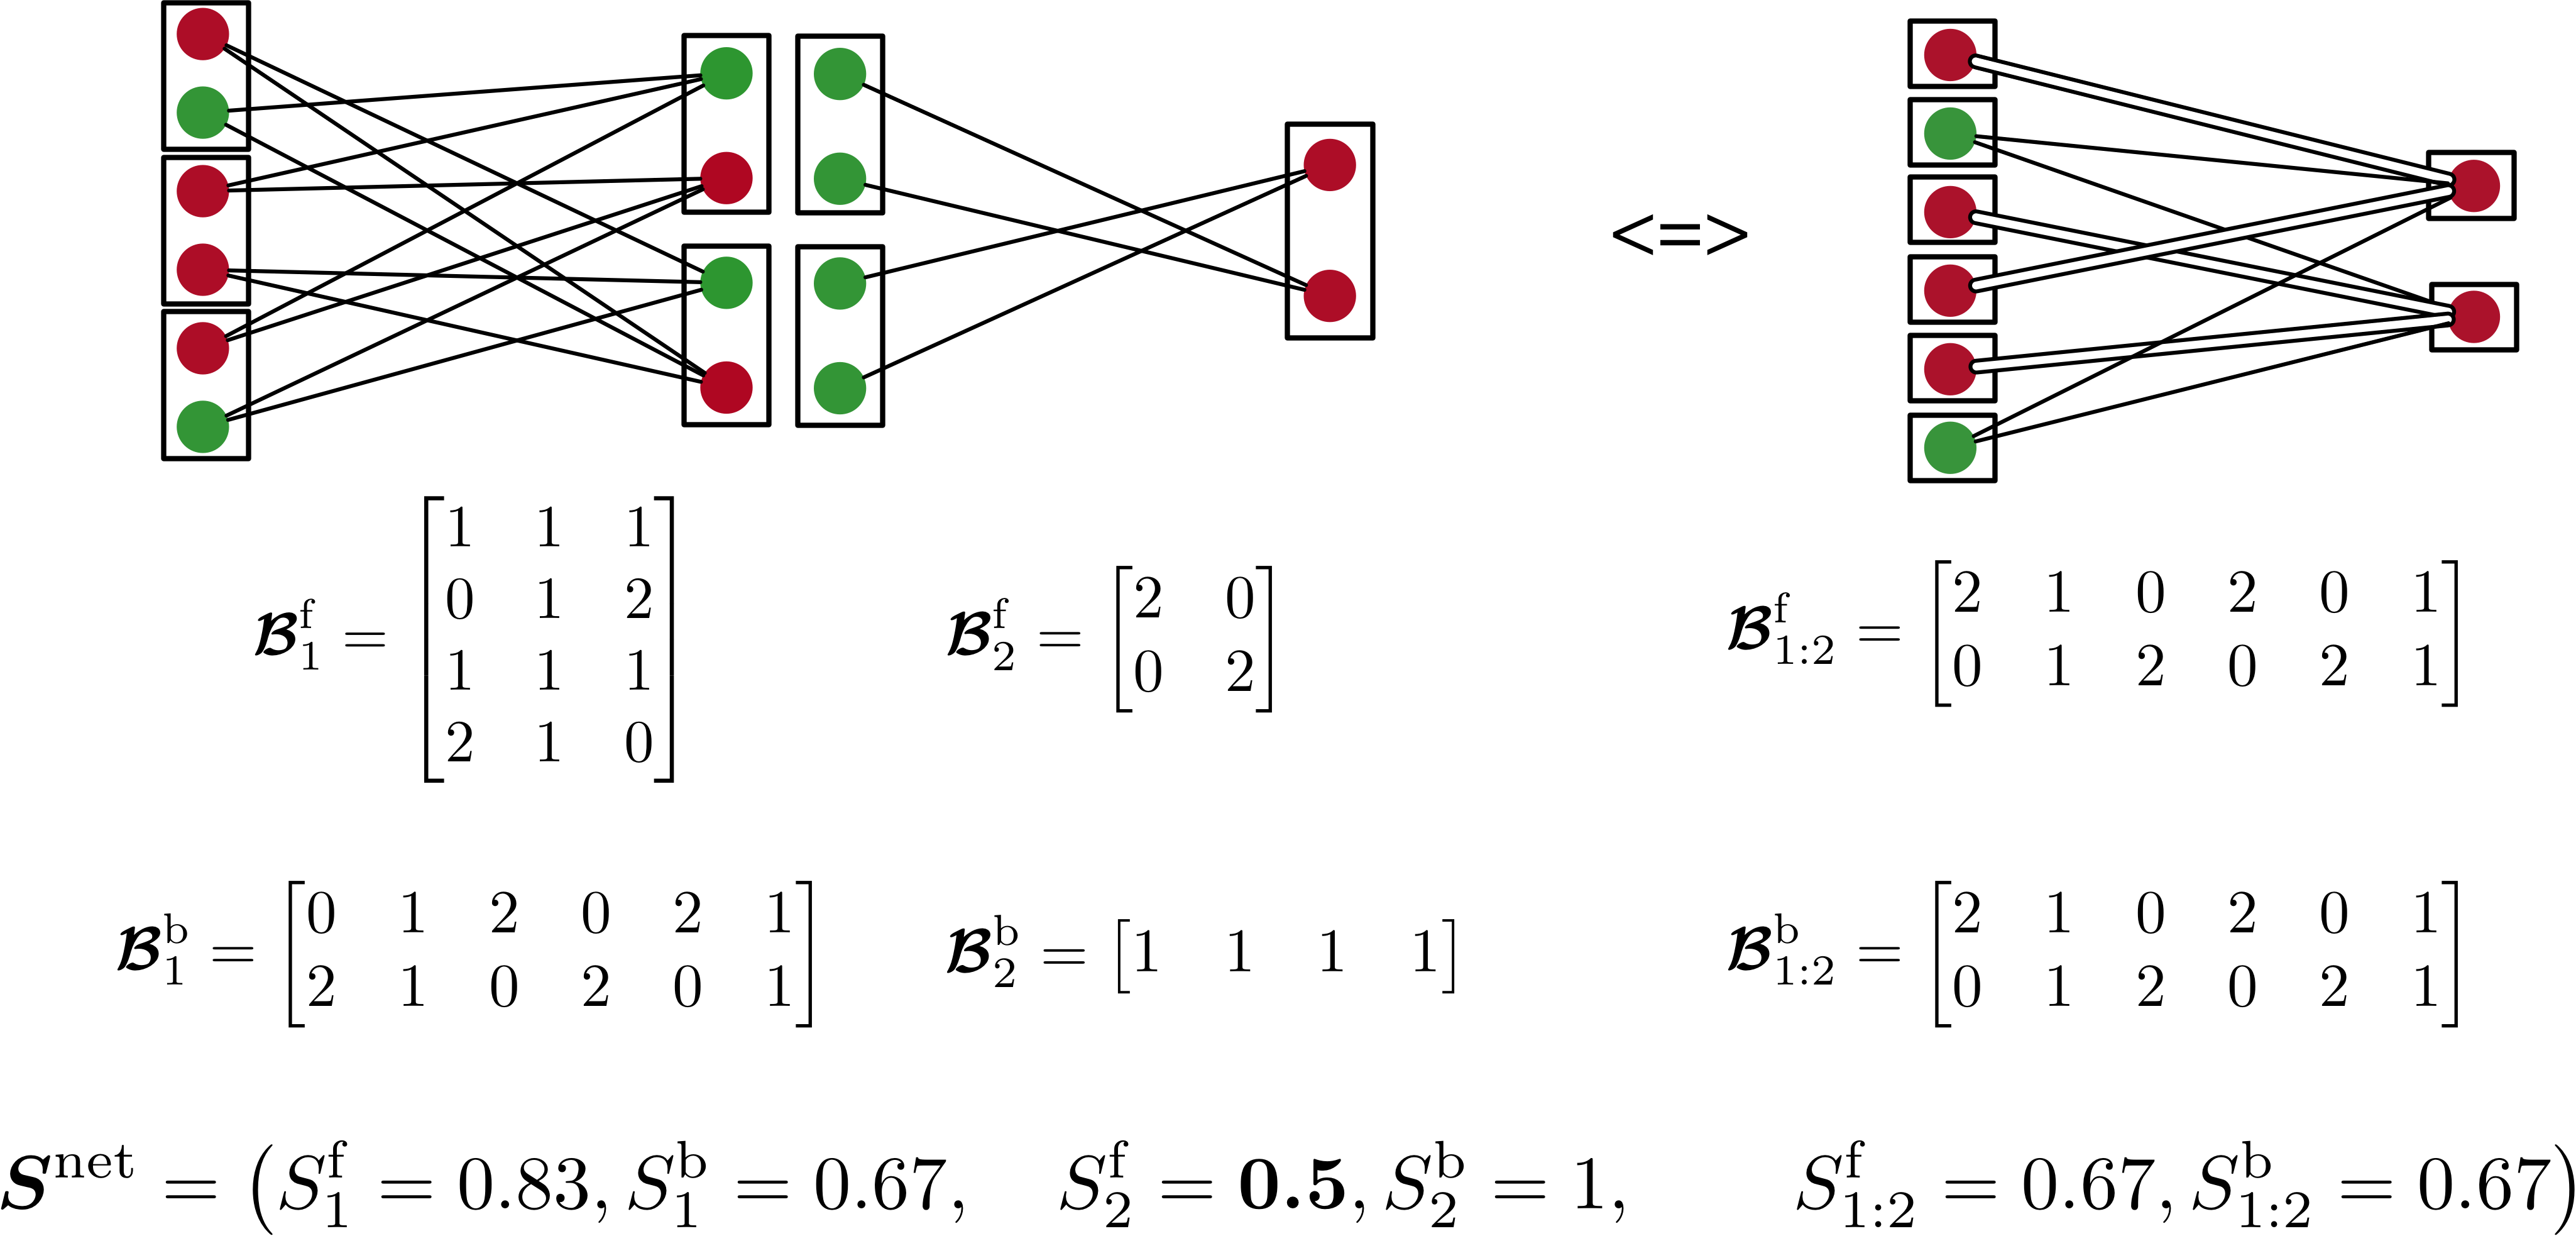 <=>
𝓑₁ᶠ = [1 1 1; 0 1 2; 1 1 1; 2 1 0]
𝓑₂ᶠ = [2 0; 0 2]
𝓑₁:₂ᶠ = [2 1 0 2 0 1; 0 1 2 0 2 1]
𝓑₁ᵇ = [0 1 2 0 2 1; 2 1 0 2 0 1]
𝓑₂ᵇ = [1 1 1 1]
𝓑₁:₂ᵇ = [2 1 0 2 0 1; 0 1 2 0 2 1]
Sⁿᵉᵗ = (S₁ᶠ = 0.83, S₁ᵇ = 0.67, S₂ᶠ = 0.5, S₂ᵇ = 1, S₁:₂ᶠ = 0.67, S₁:₂ᵇ = 0.67)